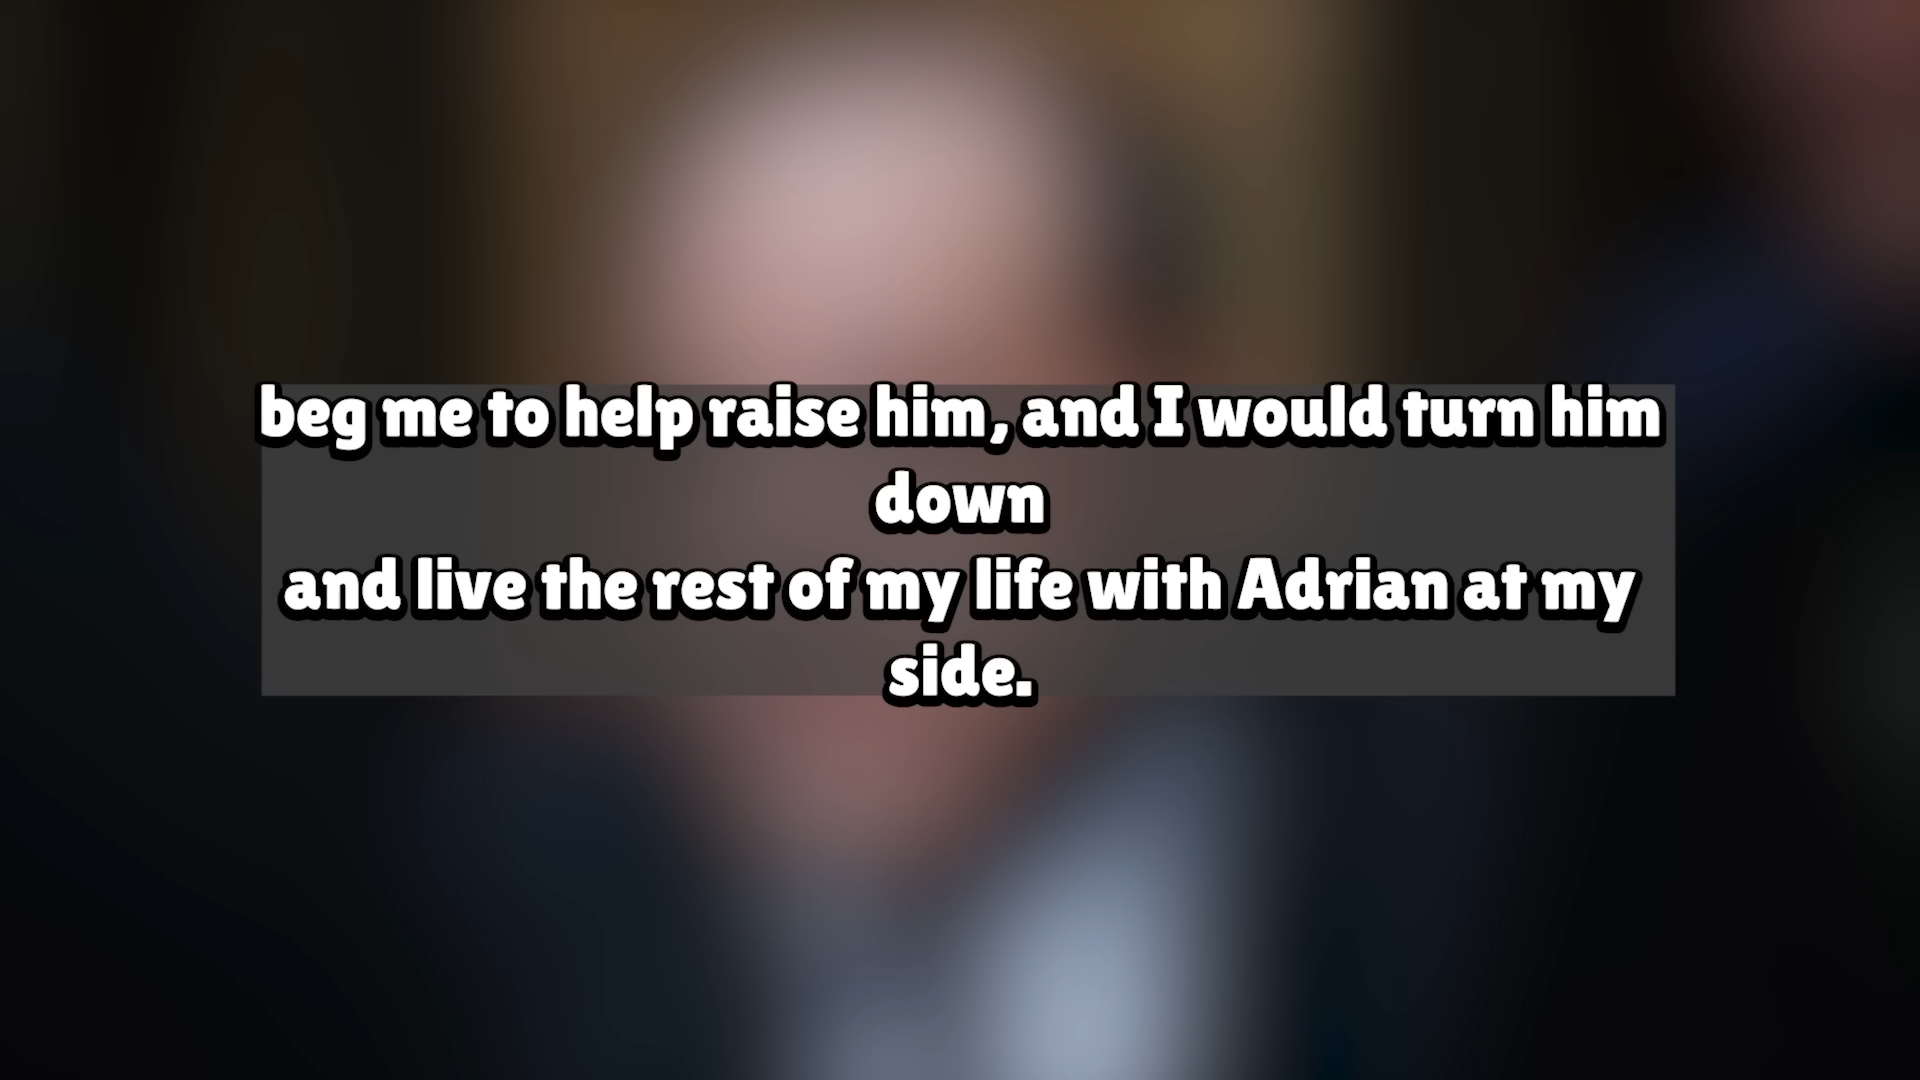 beg me to help raise him, and I would turn him
down
and live the rest of my life with Adrian at my
side.